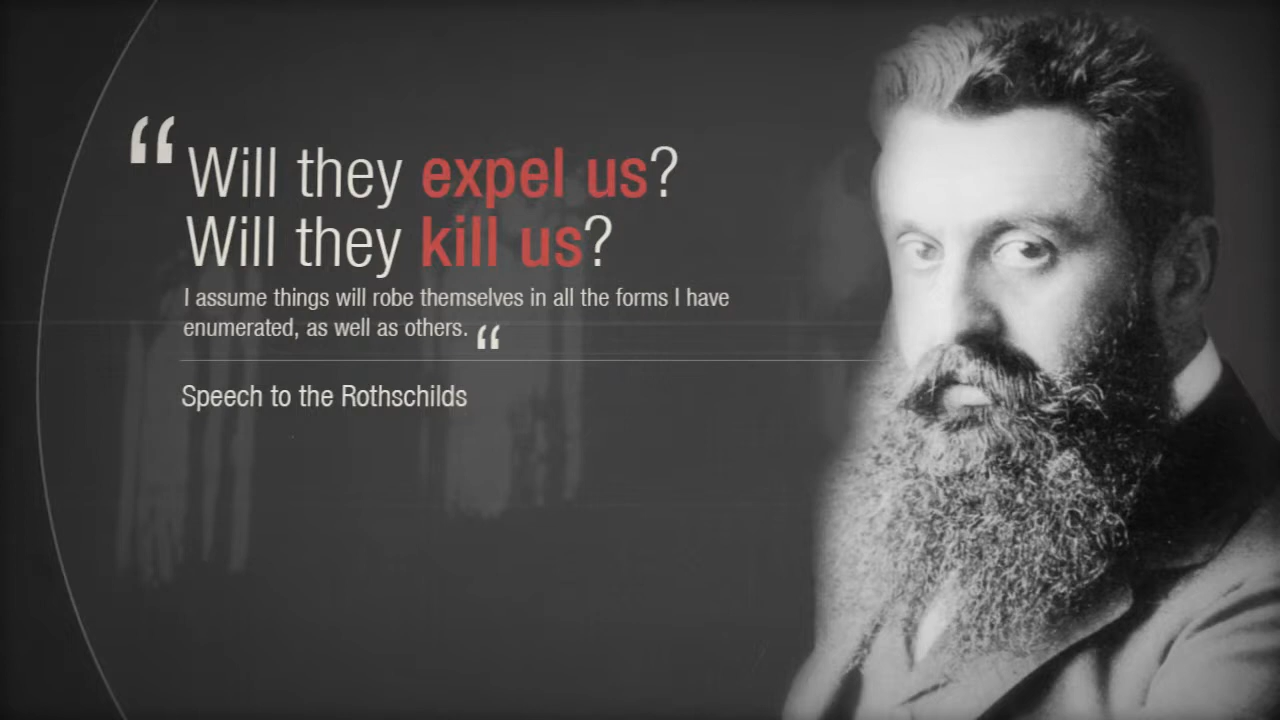 “Will they expel us?
Will they kill us?
I assume things will robe themselves in all the forms I have
enumerated, as well as others. “
Speech to the Rothschilds